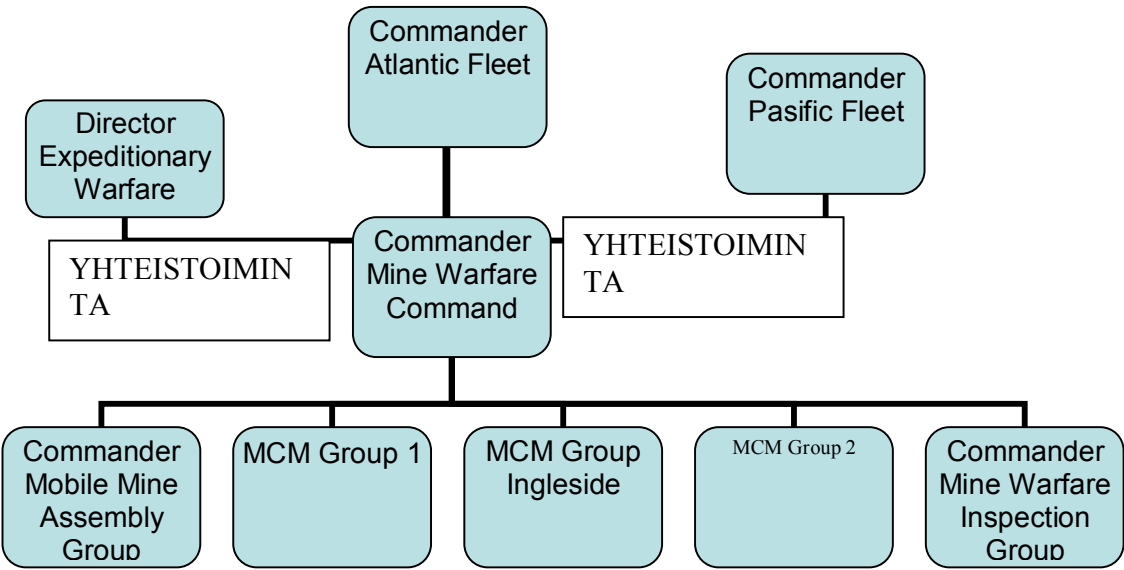 Commander
Atlantic Fleet
Commander
Pasific Fleet
Director
Expeditionary
Warfare
YHTEISTOIMIN
TA
Commander
Mine Warfare
Command
YHTEISTOIMIN
TA
Commander
Mobile Mine
Assembly
Group
MCM Group 1
MCM Group
Ingleside
MCM Group 2
Commander
Mine Warfare
Inspection
Group